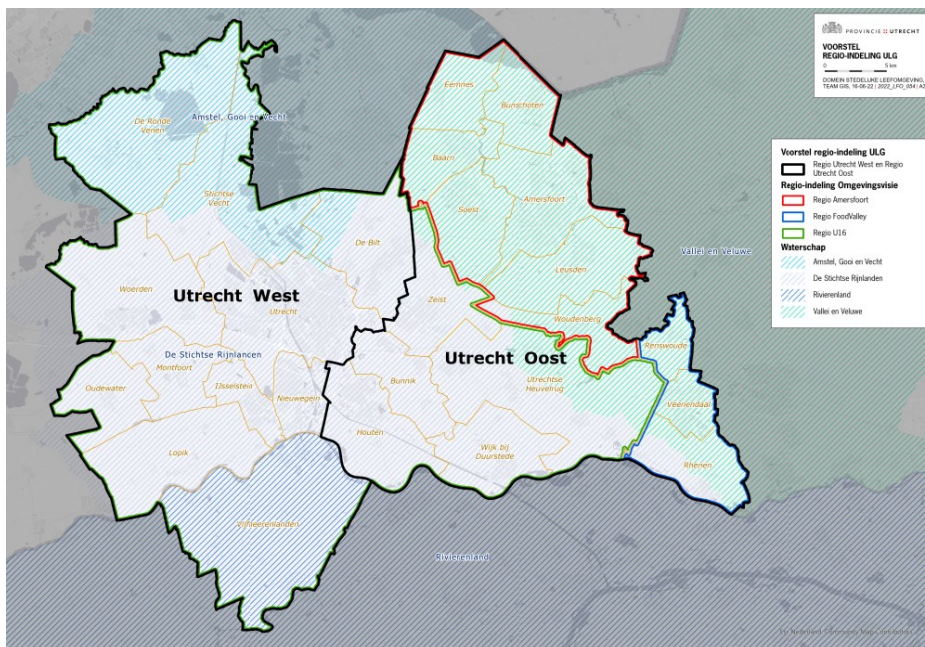 PROVINCIE UTRECHT
VOORSTEL
REGIO-INDELING ULG
0 5 km
DOMEIN STEDELIJKE LEEFOMGEVING,
TEAM GIS, 16-06-22 | 2022_LFO_054 | A3
Voorstel regio-indeling ULG
Regio Utrecht West en Regio
Utrecht Oost
Regio-indeling Omgevingsvisie
Regio Amersfoort
Regio FoodValley
Regio U16
Waterschap
Amstel, Gooi en Vecht
De Stichtse Rijnlanden
Rivierenland
Vallei en Veluwe
Eemnes
Bunschoten
De Ronde
Venen
Amstel, Gooi en Vecht
Baarn
Stichtse
Vecht
Soest
Amersfoort
De Bilt
Vallei en Veluwe
Leusden
Woerden
Utrecht West
Zeist
Utrecht
Woudenberg
Renswoude
De Stichtse Rijnlanden
Utrecht Oost
Montfoort
Oudewater
IJsselstein
Bunnik
Utrechtse
Heuvelrug
Nieuwegein
Veenendaal
Houten
Lopik
Wijk bij
Duurstede
Rhenen
Vijfheerenlanden
Rivierenland
Esri Nederland, Community Maps Contributors